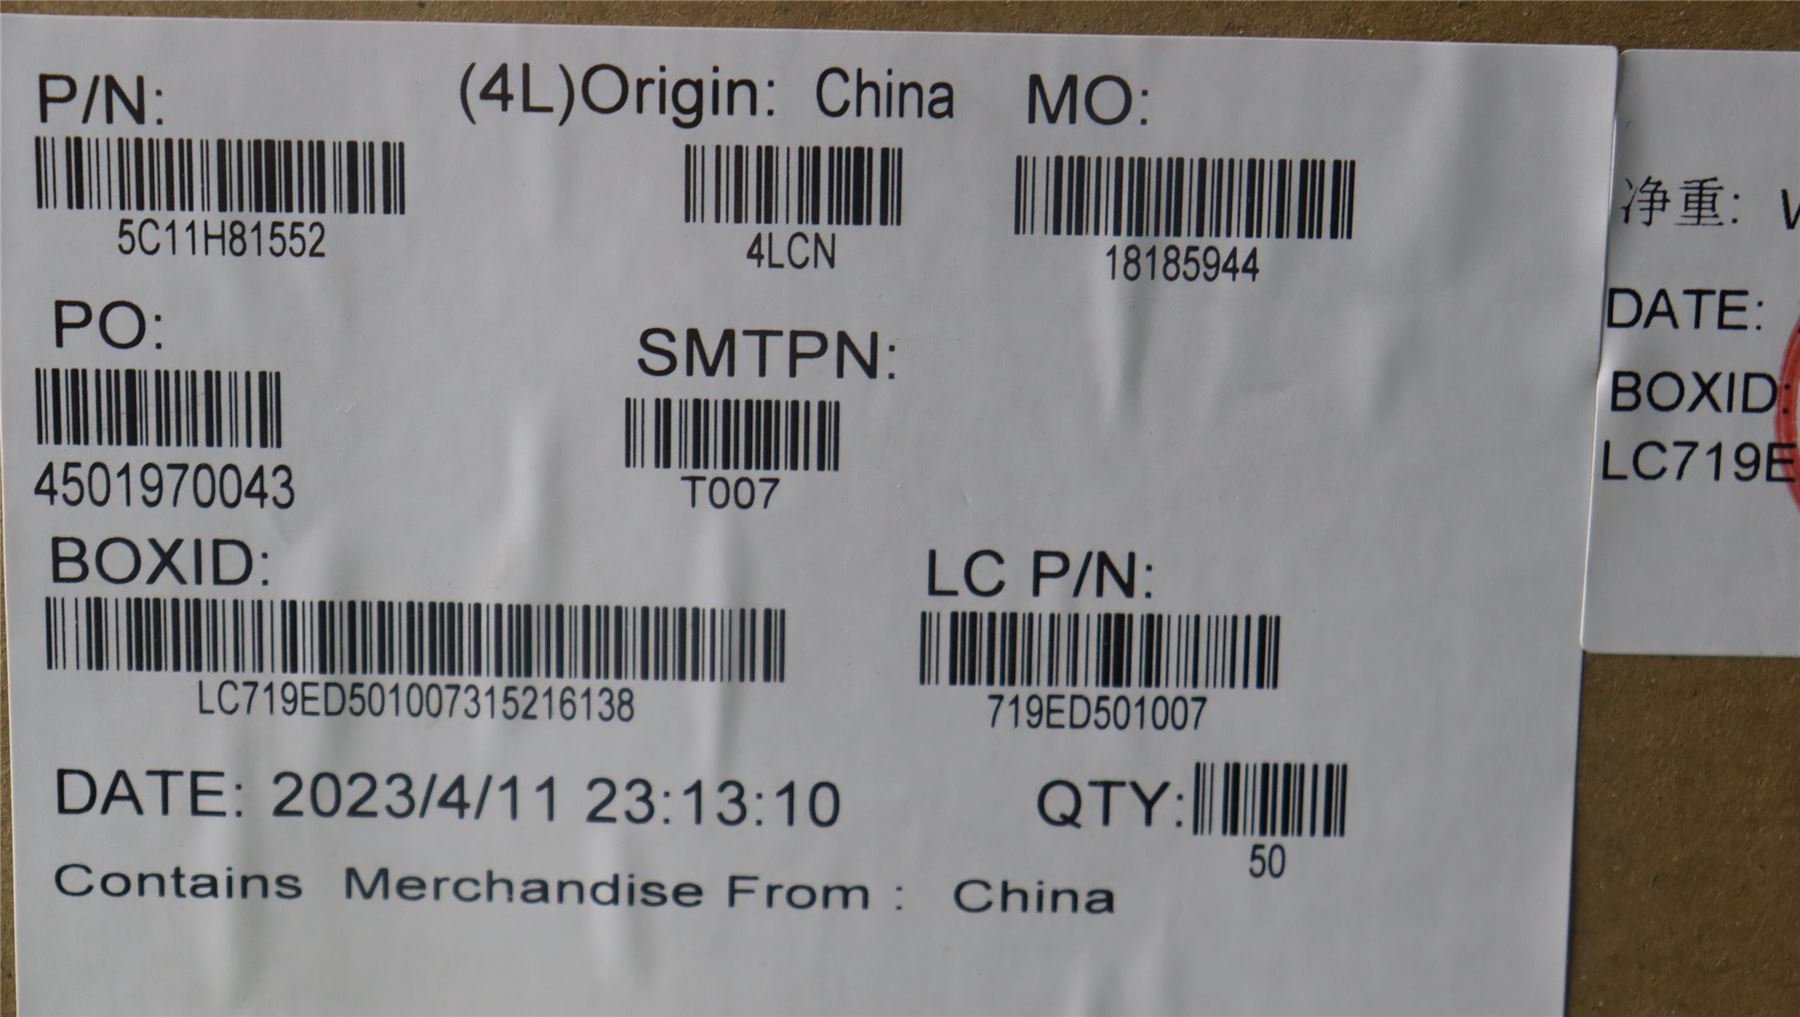 P/N:
(4L)Origin: China
MO:
5C11H81552
4LCN
18185944
PO:
SMTPN:
4501970043
T007
BOXID:
LC P/N:
LC719ED501007315216138
719ED501007
DATE: 2023/4/11 23:13:10
QTY:
50
Contains Merchandise From : China
净重:
DATE:
BOXID:
LC719E